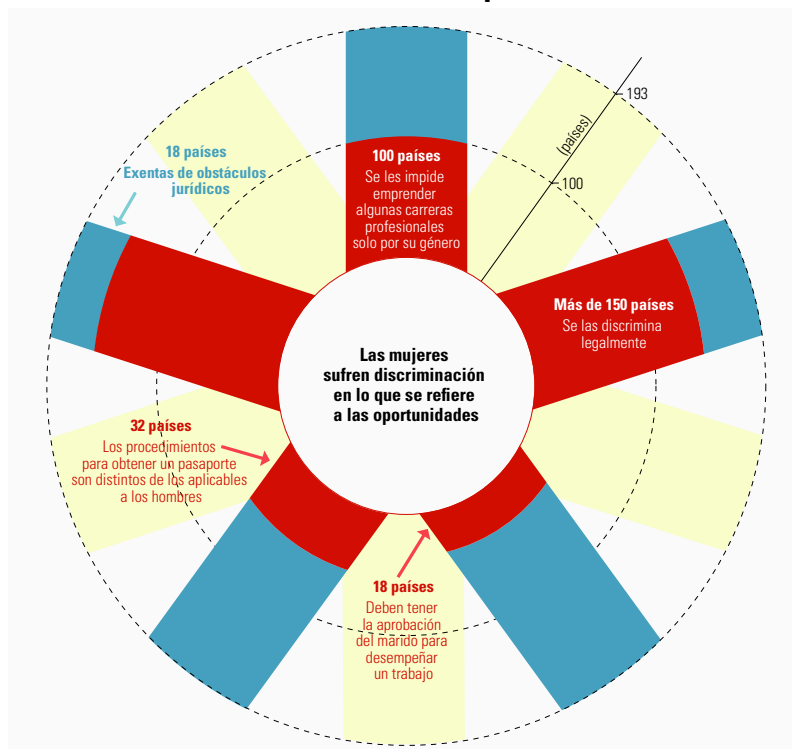 193
(países)
100
18 países
Exentas de obstáculos
jurídicos
100 países
Se les impide
emprender
algunas carreras
profesionales
solo por su género
Más de 150 países
Se las discrimina
legalmente
Las mujeres
sufren discriminación
en lo que se refiere
a las oportunidades
32 países
Los procedimientos
para obtener un pasaporte
son distintos de los aplicables
a los hombres
18 países
Deben tener
la aprobación
del marido para
desempeñar
un trabajo